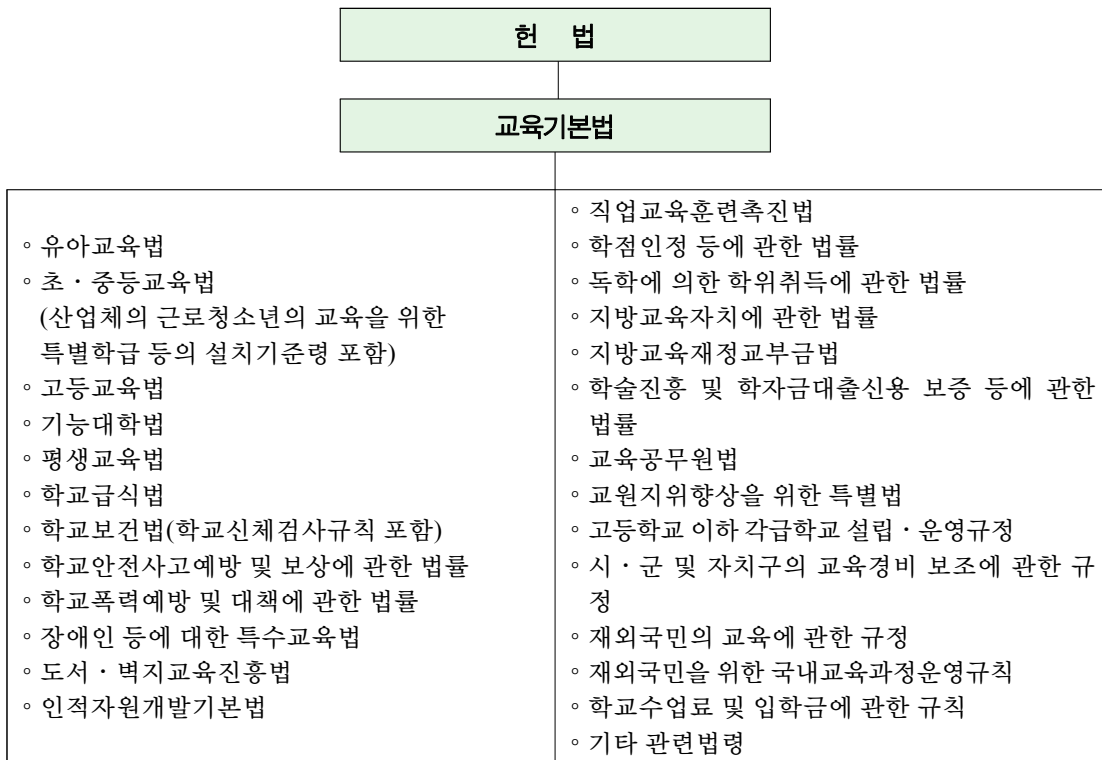 헌 법
교육기본법
◦ 유아교육법
◦ 초ㆍ중등교육법
(산업체의 근로청소년의 교육을 위한
특별학급 등의 설치기준령 포함)
◦ 고등교육법
◦ 기능대학법
◦ 평생교육법
◦ 학교급식법
◦ 학교보건법(학교신체검사규칙 포함)
◦ 학교안전사고예방 및 보상에 관한 법률
◦ 학교폭력예방 및 대책에 관한 법률
◦ 장애인 등에 대한 특수교육법
◦ 도서ㆍ벽지교육진흥법
◦ 인적자원개발기본법
◦ 직업교육훈련촉진법
◦ 학점인정 등에 관한 법률
◦ 독학에 의한 학위취득에 관한 법률
◦ 지방교육자치에 관한 법률
◦ 지방교육재정교부금법
◦ 학술진흥 및 학자금대출신용 보증 등에 관한
법률
◦ 교육공무원법
◦ 교원지위향상을 위한 특별법
◦ 고등학교 이하 각급학교 설립ㆍ운영규정
◦ 시ㆍ군 및 자치구의 교육경비 보조에 관한 규
정
◦ 재외국민의 교육에 관한 규정
◦ 재외국민을 위한 국내교육과정운영규칙
◦ 학교수업료 및 입학금에 관한 규칙
◦ 기타 관련법령